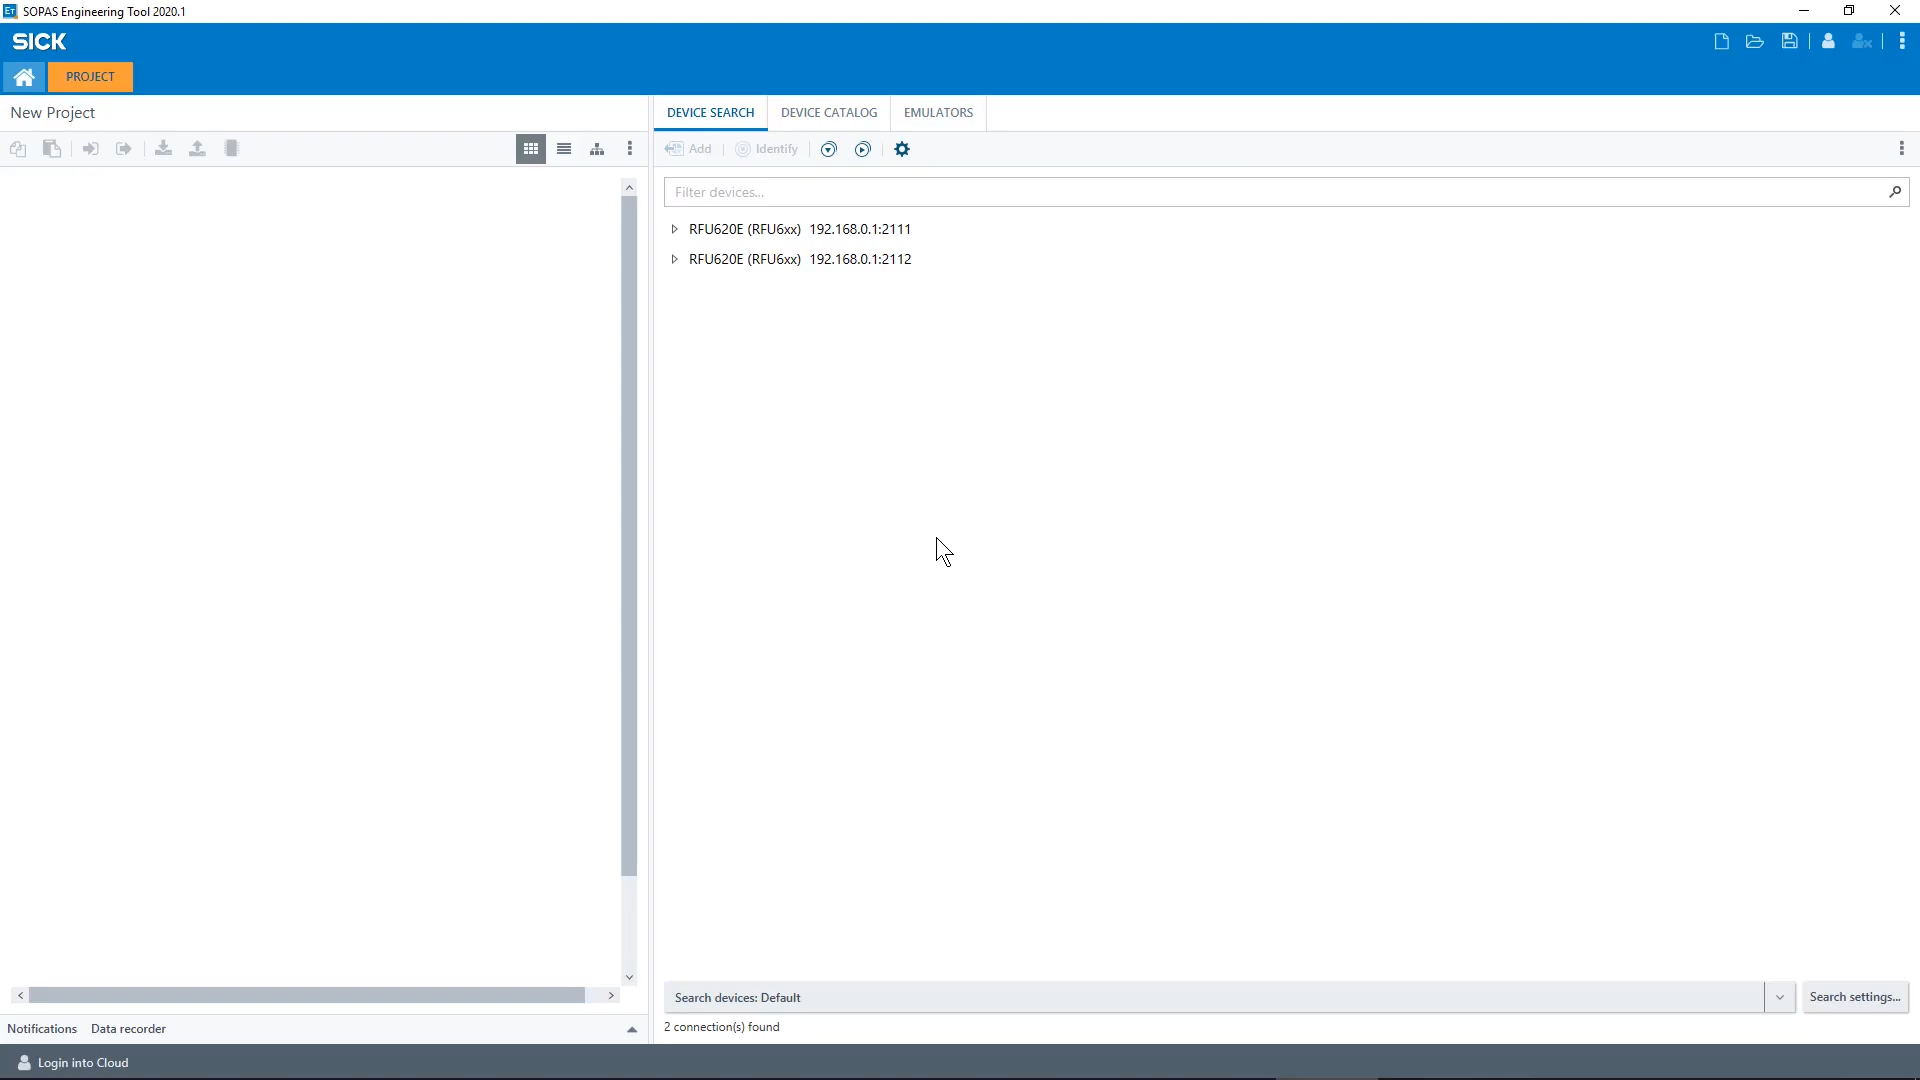 ET SOPAS Engineering Tool 2020.1
SICK
PROJECT
New Project
DEVICE SEARCH DEVICE CATALOG EMULATORS
Add Identify
Filter devices...
RFU620E (RFU6xx) 192.168.0.1:2111
RFU620E (RFU6xx) 192.168.0.1:2112
Search devices: Default Search settings...
2 connection(s) found
Notifications Data recorder
Login into Cloud